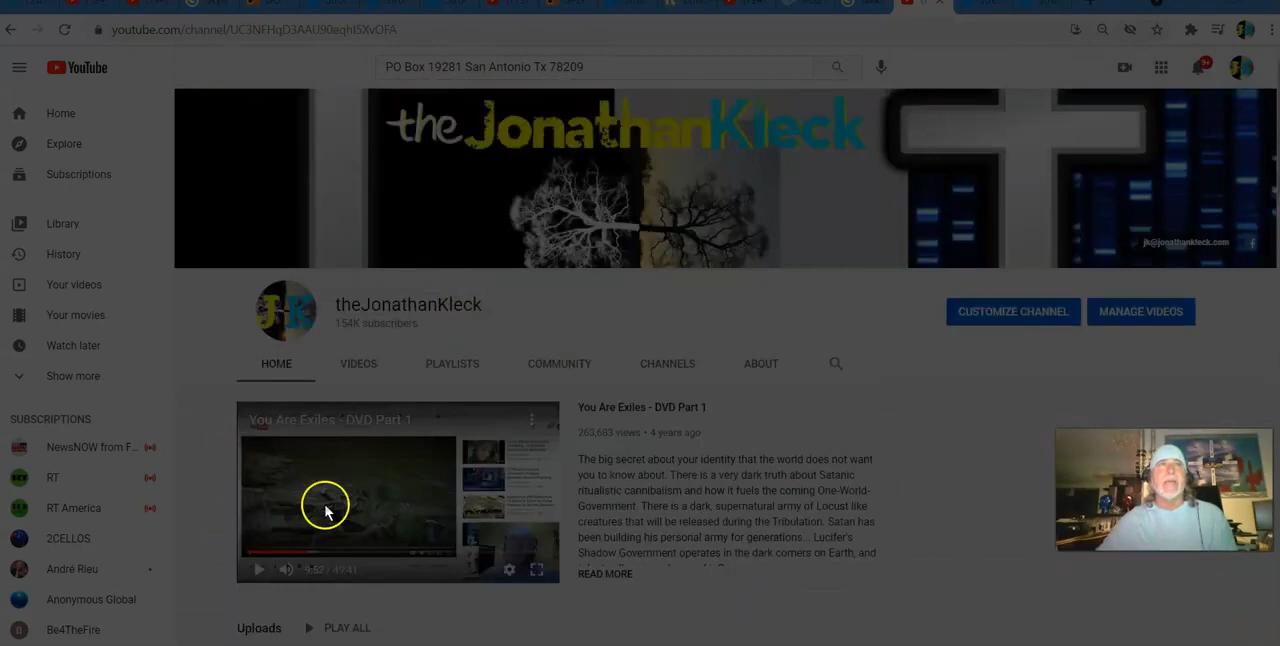 youtube.com/channel/UC3NFHqD3AAU90eqhI5XvOFA
YouTube
PO Box 19281 San Antonio Tx 78209
9+
Home
Explore
Subscriptions
Library
History
Your videos
Your movies
Watch later
Show more
SUBSCRIPTIONS
NewsNOW from F...
RT
RT America
2CELLOS
André Rieu
Anonymous Global
Be4TheFire
theJonathanKleck
jk@jonathankleck.com
JK
theJonathanKleck
154K subscribers
CUSTOMIZE CHANNEL
MANAGE VIDEOS
HOME
VIDEOS
PLAYLISTS
COMMUNITY
CHANNELS
ABOUT
You Are Exiles - DVD Part 1
9:52 / 49:41
You Are Exiles - DVD Part 1
263,683 views • 4 years ago
The big secret about your identity that the world does not want
you to know about. There is a very dark truth about Satanic
ritualistic cannibalism and how it fuels the coming One-World-
Government. There is a dark, supernatural army of Locust like
creatures that will be released during the Tribulation. Satan has
been building his personal army for generations... Lucifer's
Shadow Government operates in the dark corners on Earth, and
READ MORE
Uploads
PLAY ALL